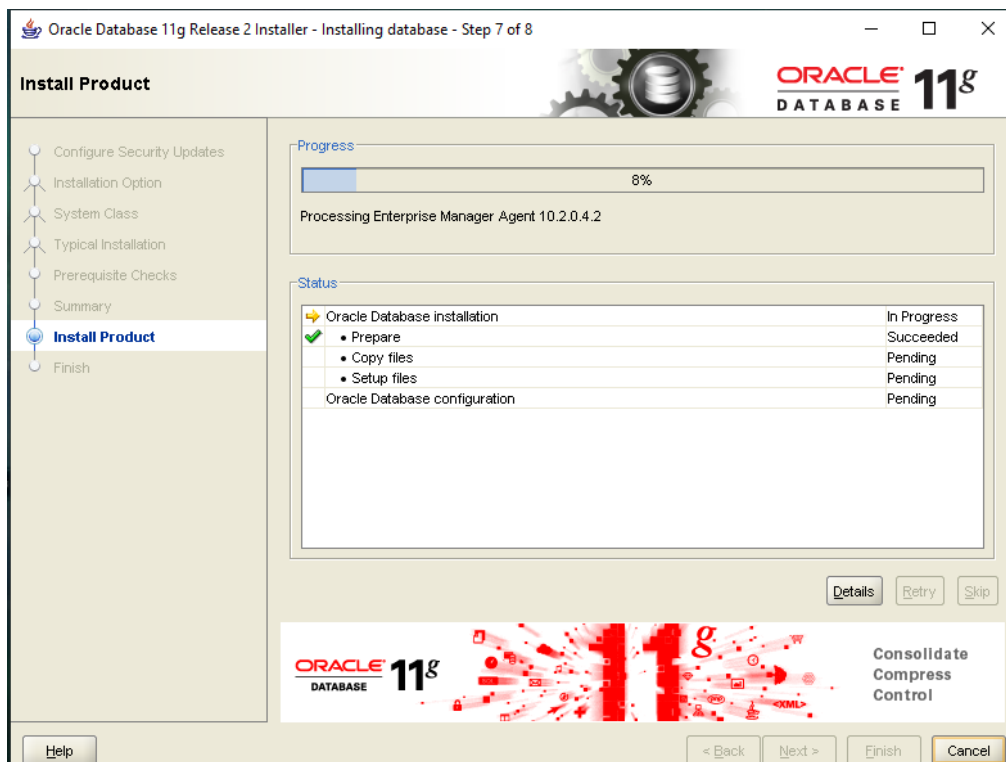 Oracle Database 11g Release 2 Installer - Installing database - Step 7 of 8
Install Product
ORACLE DATABASE 11g
Configure Security Updates
Installation Option
System Class
Typical Installation
Prerequisite Checks
Summary
Install Product
Finish
Progress
8%
Processing Enterprise Manager Agent 10.2.0.4.2
Status
Oracle Database installation In Progress
• Prepare Succeeded
• Copy files Pending
• Setup files Pending
Oracle Database configuration Pending
Details Retry Skip
ORACLE DATABASE 11g
11g
<XML>
Consolidate
Compress
Control
Help < Back Next > Finish Cancel